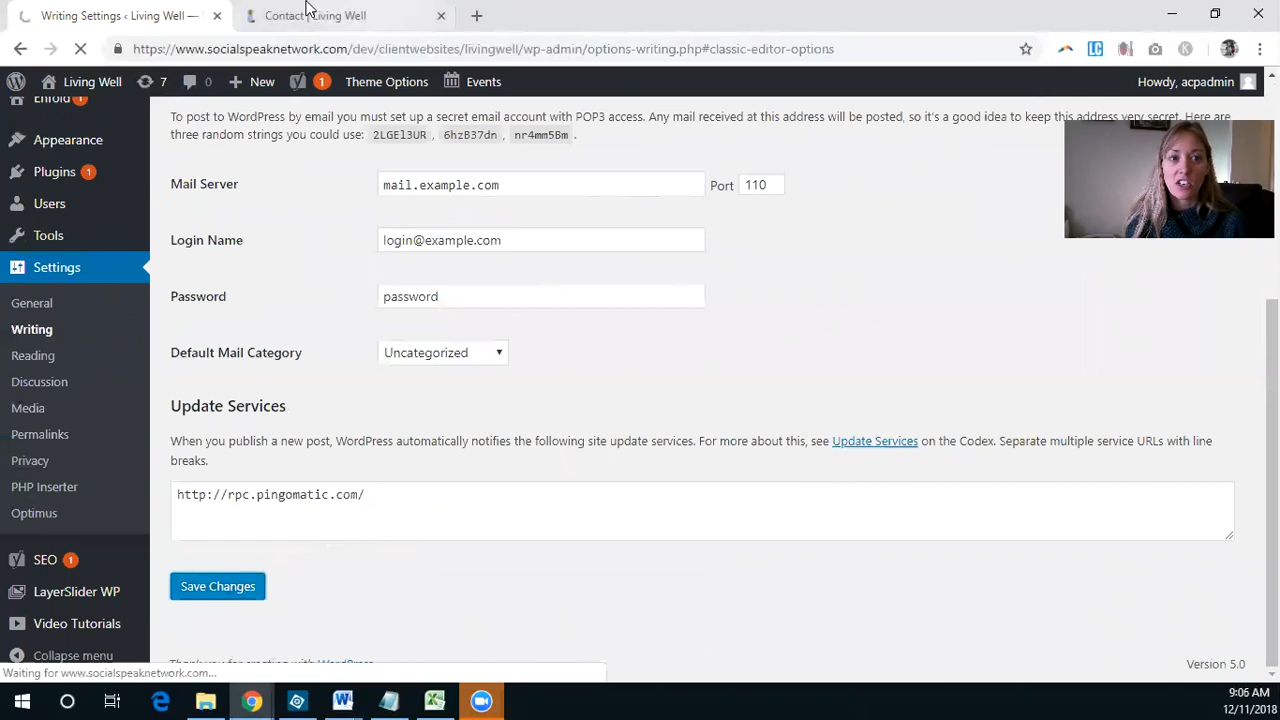 Writing Settings ‹ Living Well —
Contact | Living Well
https://www.socialspeaknetwork.com/dev/clientwebsites/livingwell/wp-admin/options-writing.php#classic-editor-options
Living Well 7 0 New 1 Theme Options Events Howdy, acpadmin
Enfold
Appearance
Plugins 1
Users
Tools
Settings
General
Writing
Reading
Discussion
Media
Permalinks
Privacy
PHP Inserter
Optimus
SEO 1
LayerSlider WP
Video Tutorials
Collapse menu
To post to WordPress by email you must set up a secret email account with POP3 access. Any mail received at this address will be posted, so it's a good idea to keep this address very secret. Here are
three random strings you could use: 2LGEl3UR , 6hzB37dn , nr4mm5Bm .
Mail Server mail.example.com Port 110
Login Name login@example.com
Password password
Default Mail Category Uncategorized
Update Services
When you publish a new post, WordPress automatically notifies the following site update services. For more about this, see Update Services on the Codex. Separate multiple service URLs with line
breaks.
http://rpc.pingomatic.com/
Save Changes
Thank you for creating with WordPress
Version 5.0
Waiting for www.socialspeaknetwork.com...
9:06 AM
12/11/2018